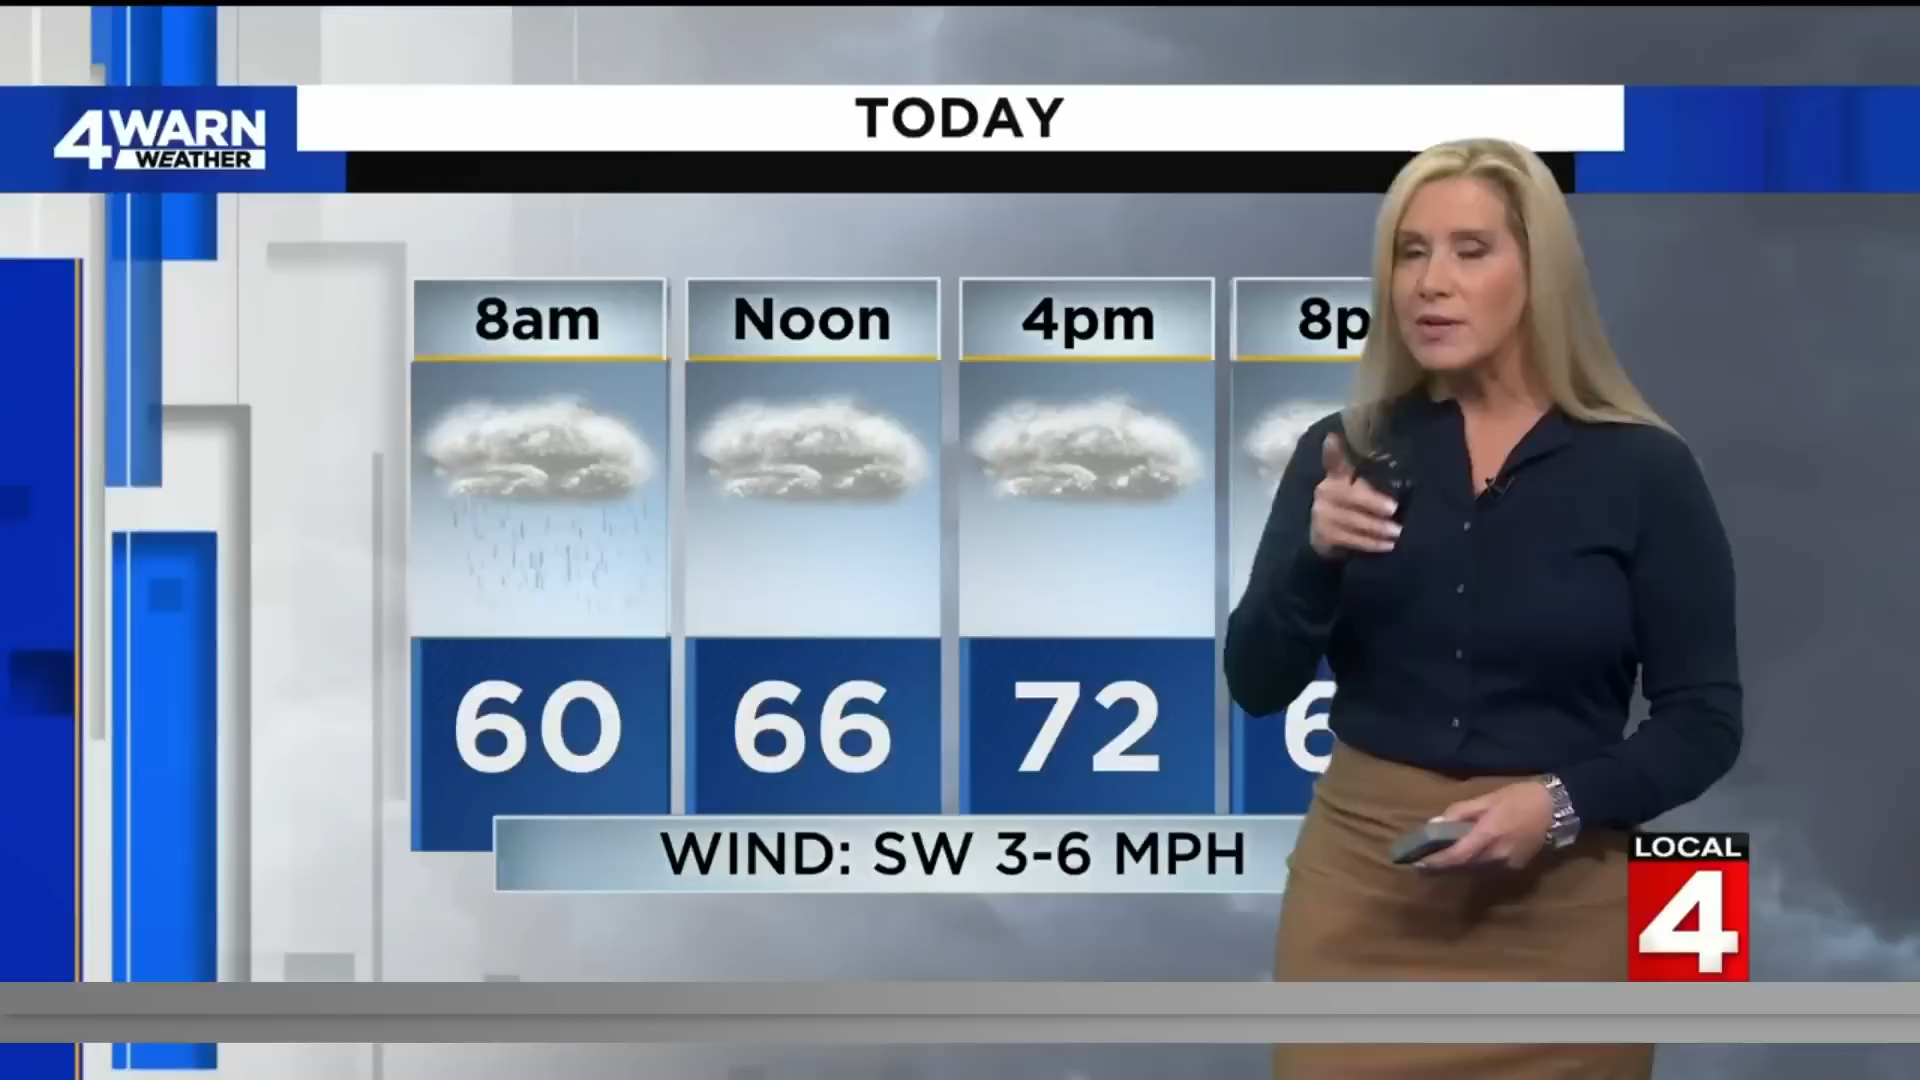 TODAY
4WARN
WEATHER
8am
Noon
4pm
60
66
72
WIND: SW 3-6 MPH
LOCAL
4